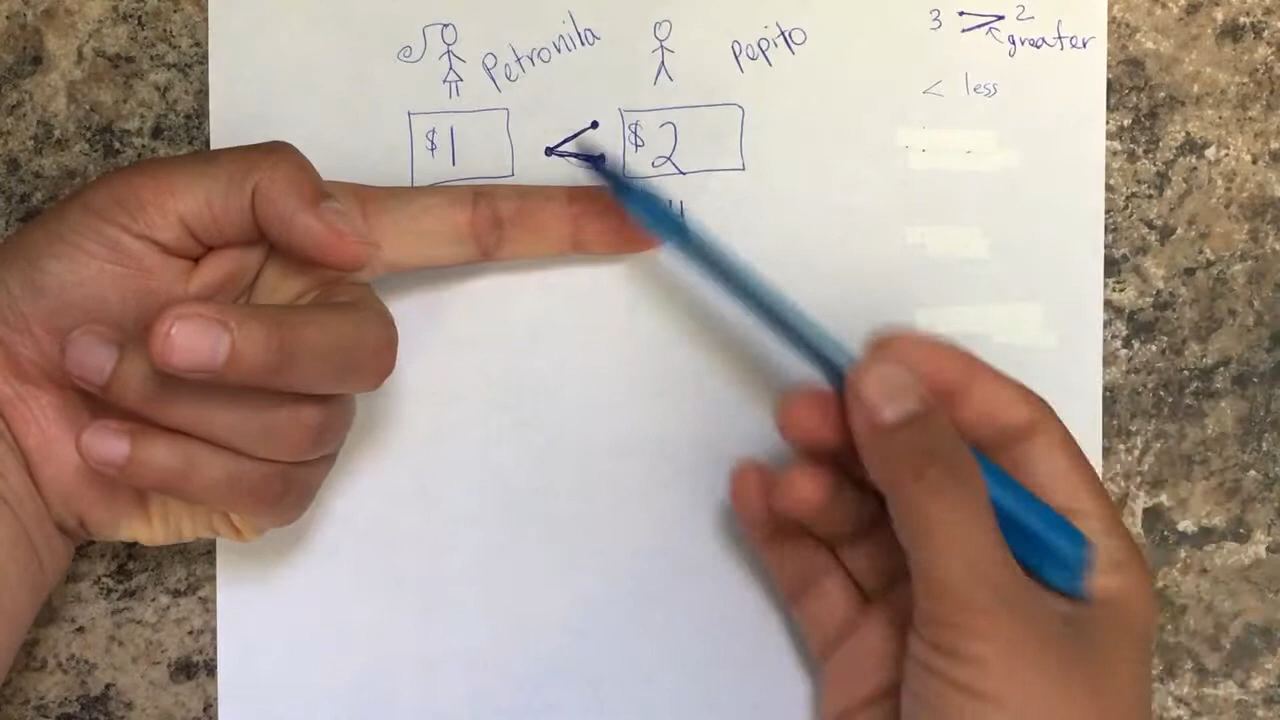 Petronila
Pepito
$1 < $2
3 > 2
greater
< less